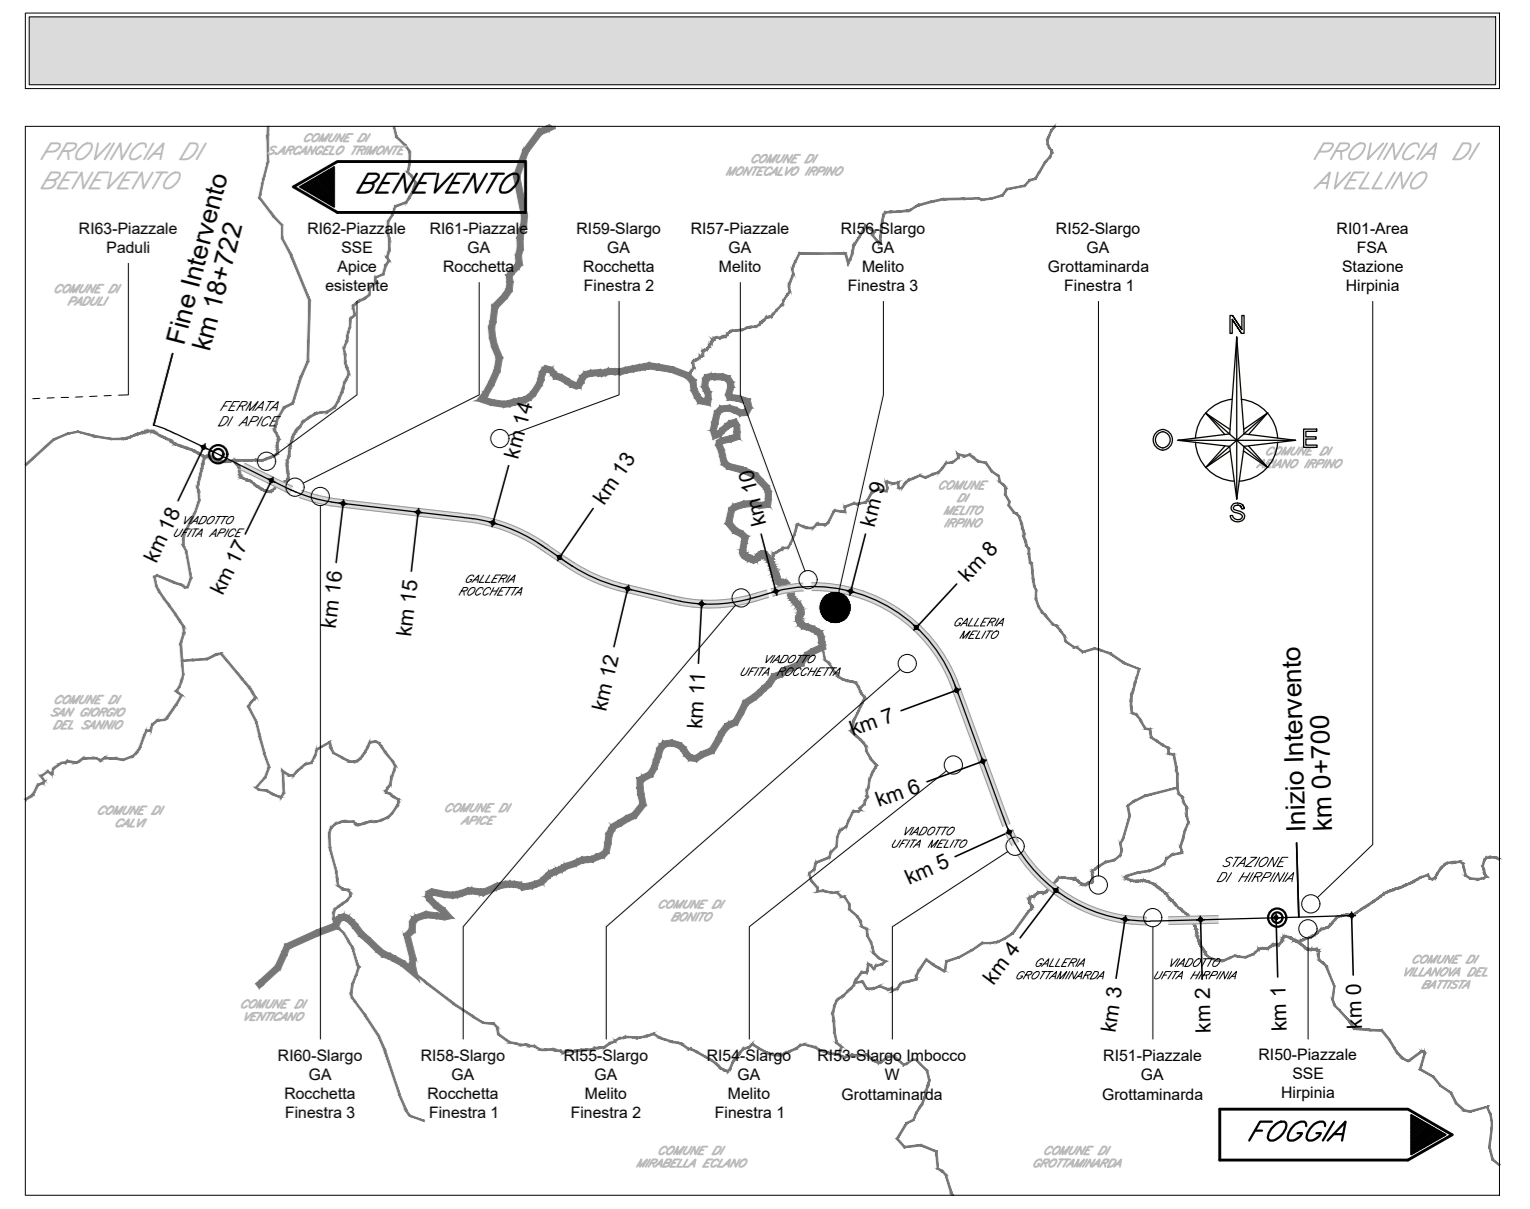 PROVINCIA DI
BENEVENTO
COMUNE DI
S.ARCANGELO TRIMONTE
BENEVENTO
COMUNE DI
MONTECALVO IRPINO
PROVINCIA DI
AVELLINO
RI63-Piazzale
Paduli
Fine Intervento
km 18+722
RI62-Piazzale
SSE
Apice
esistente
RI61-Piazzale
GA
Rocchetta
RI59-Slargo
GA
Rocchetta
Finestra 2
RI57-Piazzale
GA
Melito
RI56-Slargo
GA
Melito
Finestra 3
RI52-Slargo
GA
Grottaminarda
Finestra 1
RI01-Area
FSA
Stazione
Hirpinia
COMUNE DI
PADULI
N
O
E
S
COMUNE DI
ARIANO IRPINO
FERMATA
DI APICE
km 14
km 13
km 10
km 9
COMUNE
DI
MELITO
IRPINO
km 18
VIADOTTO
UFITA APICE
km 17
km 16
km 15
GALLERIA
ROCCHETTA
km 12
km 11
km 8
GALLERIA
MELITO
VIADOTTO
UFITA ROCCHETTA
km 7
km 6
COMUNE DI
SAN GIORGIO
DEL SANNIO
Inizio Intervento
km 0+700
COMUNE DI
CALVI
COMUNE DI
APICE
VIADOTTO
UFITA MELITO
km 5
STAZIONE
DI HIRPINIA
COMUNE DI
BONITO
km 4
GALLERIA
GROTTAMINARDA
km 3
VIADOTTO
UFITA HIRPINIA
km 2
km 1
km 0
COMUNE DI
VILLANOVA DEL
BATTISTA
COMUNE DI
VENTICANO
RI60-Slargo
GA
Rocchetta
Finestra 3
RI58-Slargo
GA
Rocchetta
Finestra 1
RI55-Slargo
GA
Melito
Finestra 2
RI54-Slargo
GA
Melito
Finestra 1
RI53-Slargo Imbocco
W
Grottaminarda
RI51-Piazzale
GA
Grottaminarda
RI50-Piazzale
SSE
Hirpinia
FOGGIA
COMUNE DI
MIRABELLA ECLANO
COMUNE DI
GROTTAMINARDA